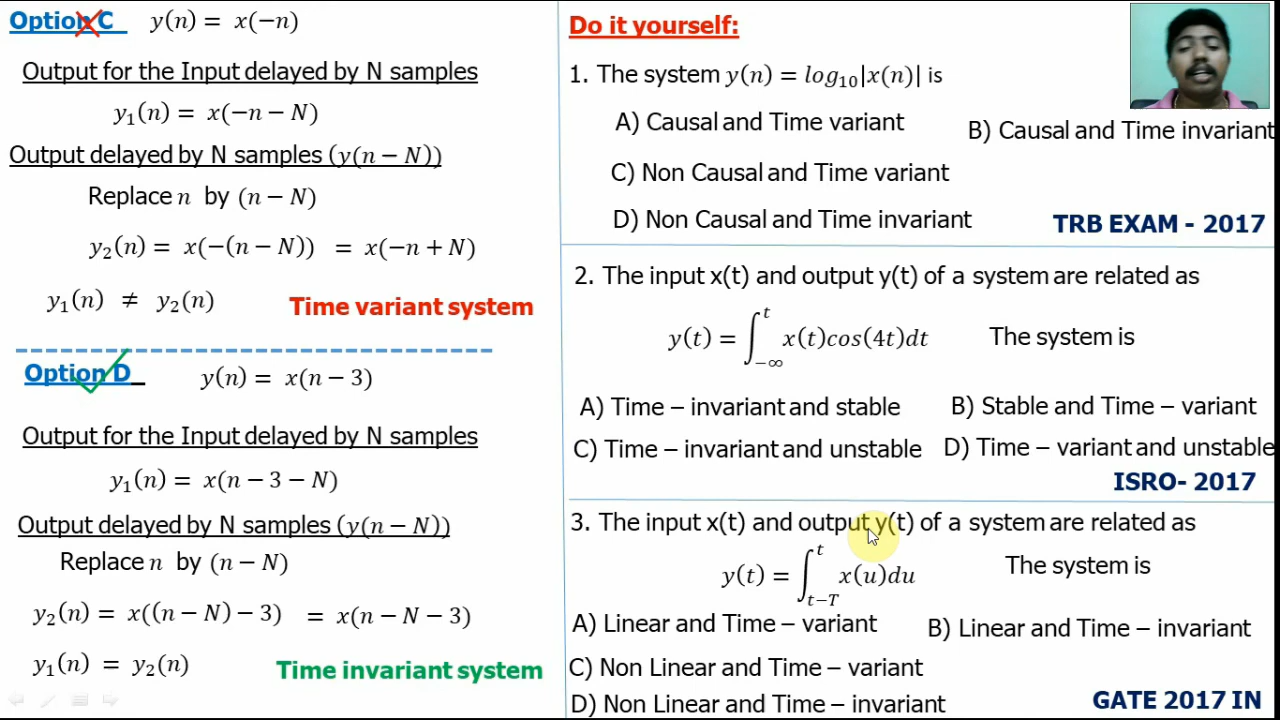 Option C y(n) = x(−n)
Output for the Input delayed by N samples
y₁(n) = x(−n − N)
Output delayed by N samples (y(n − N))
Replace n by (n − N)
y₂(n) = x(−(n − N)) = x(−n + N)
y₁(n) ≠ y₂(n) Time variant system
Option D y(n) = x(n − 3)
Output for the Input delayed by N samples
y₁(n) = x(n − 3 − N)
Output delayed by N samples (y(n − N))
Replace n by (n − N)
y₂(n) = x((n − N) − 3) = x(n − N − 3)
y₁(n) = y₂(n) Time invariant system
Do it yourself:
1. The system y(n) = log₁₀|x(n)| is
A) Causal and Time variant
B) Causal and Time invariant
C) Non Causal and Time variant
D) Non Causal and Time invariant
TRB EXAM - 2017
2. The input x(t) and output y(t) of a system are related as
y(t) = ∫_{−∞}^{t} x(t)cos(4t)dt The system is
A) Time – invariant and stable B) Stable and Time – variant
C) Time – invariant and unstable D) Time – variant and unstable
ISRO- 2017
3. The input x(t) and output y(t) of a system are related as
y(t) = ∫_{t−T}^{t} x(u)du The system is
A) Linear and Time – variant B) Linear and Time – invariant
C) Non Linear and Time – variant
D) Non Linear and Time – invariant
GATE 2017 IN